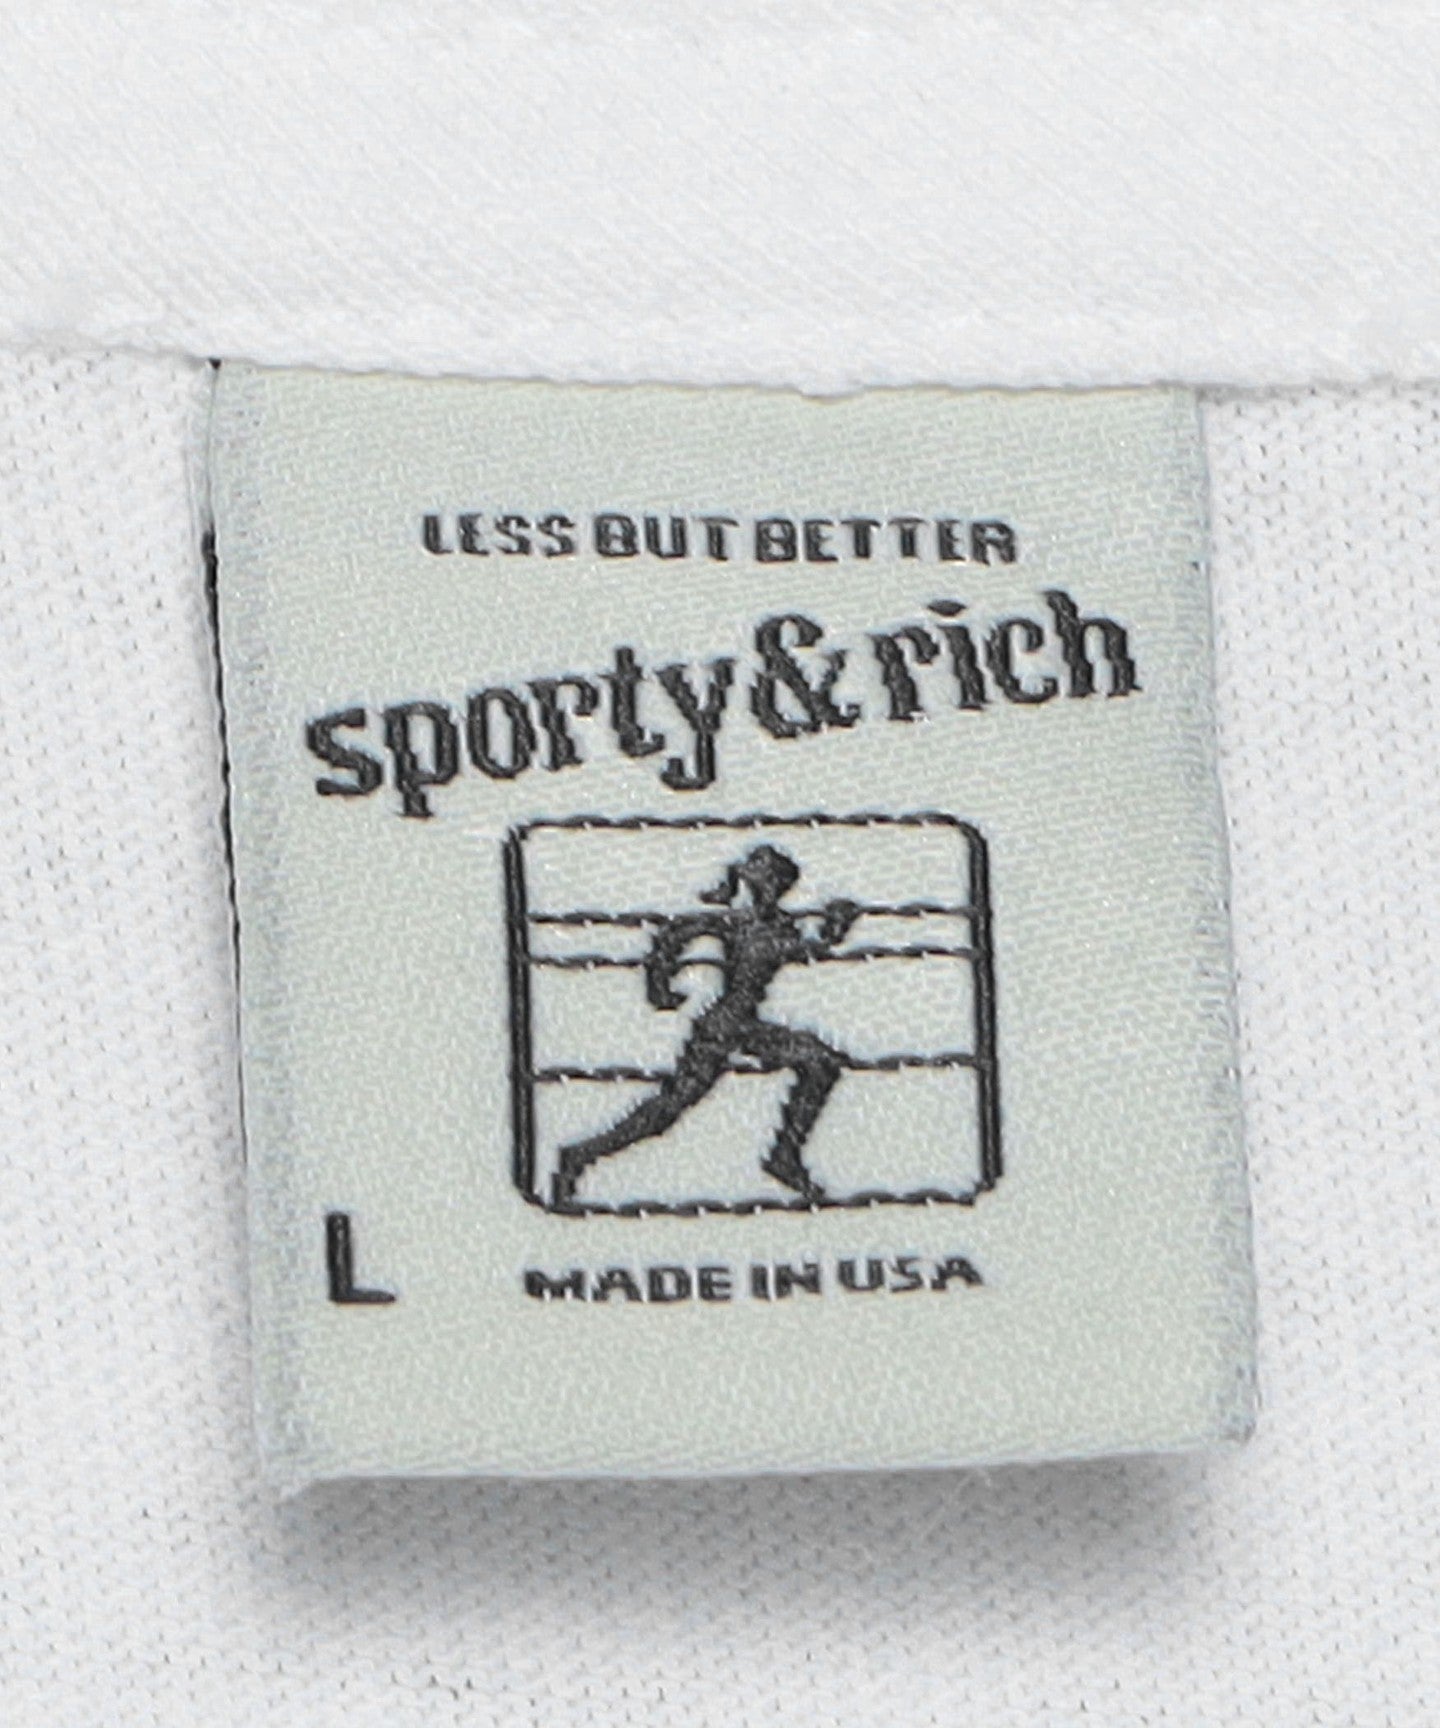 LESS BUT BETTER
sporty & rich
L
MADE IN USA